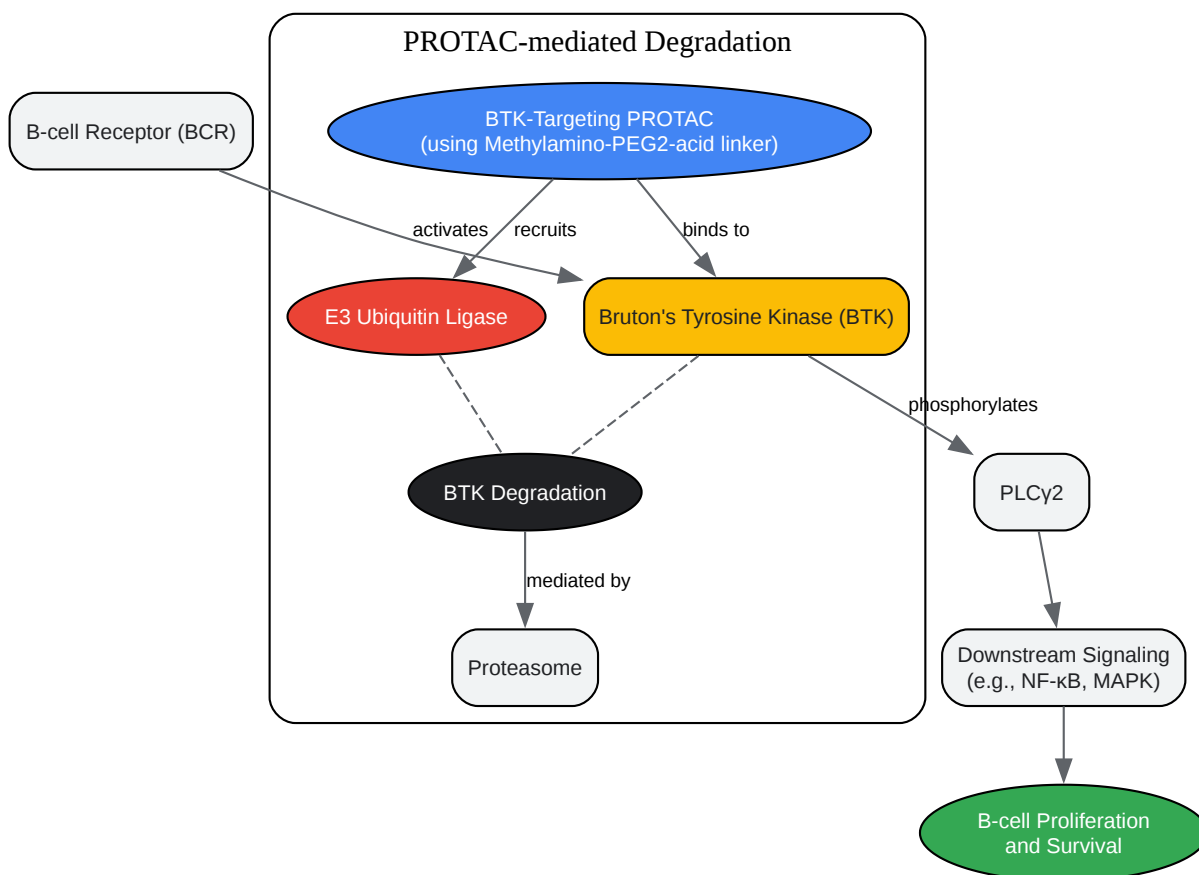 PROTAC-mediated Degradation
B-cell Receptor (BCR)
BTK-Targeting PROTAC
(using Methylamino-PEG2-acid linker)
activates
recruits
binds to
E3 Ubiquitin Ligase
Bruton's Tyrosine Kinase (BTK)
phosphorylates
BTK Degradation
PLCγ2
mediated by
Proteasome
Downstream Signaling
(e.g., NF-κB, MAPK)
B-cell Proliferation
and Survival